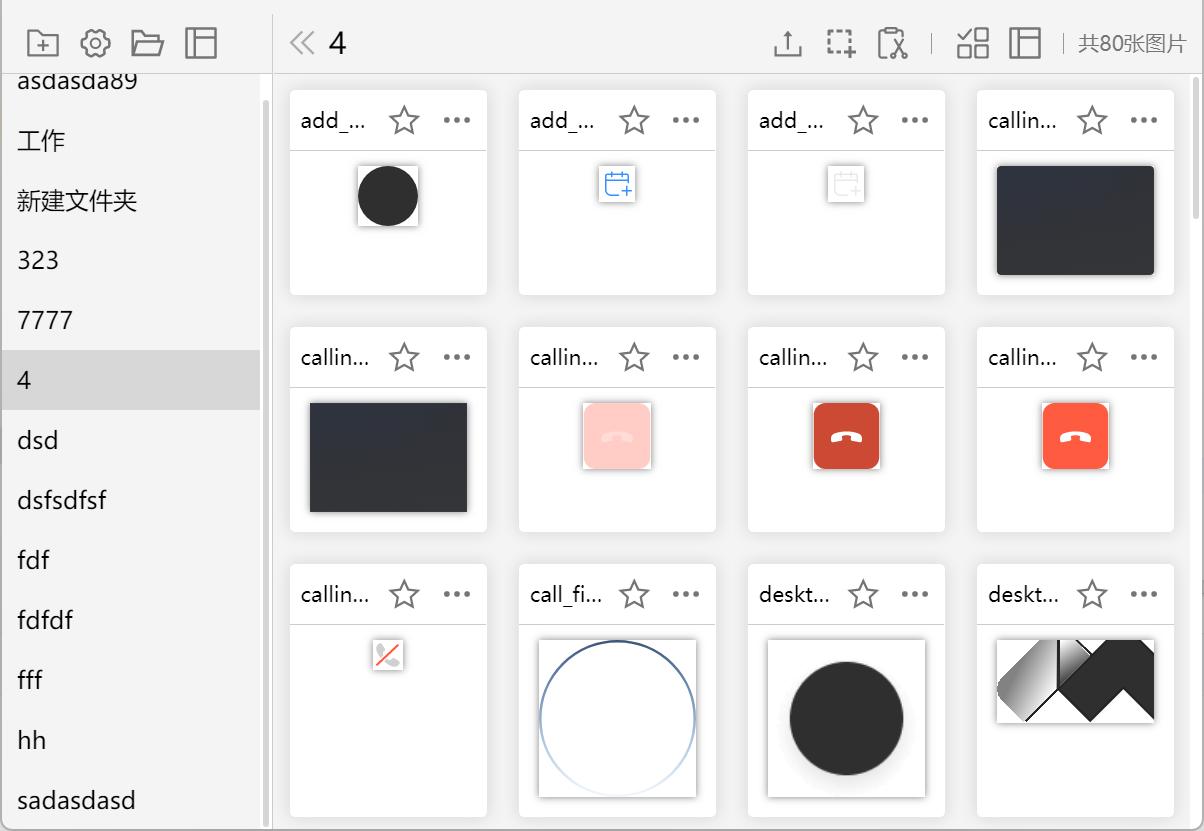 asdasda89
工作
新建文件夹
323
7777
4
dsd
dsfsdfsf
fdf
fdfdf
fff
hh
sadasdasd
4
共80张图片
add_...
add_...
add_...
callin...
callin...
callin...
callin...
callin...
callin...
call_fi...
deskt...
deskt...